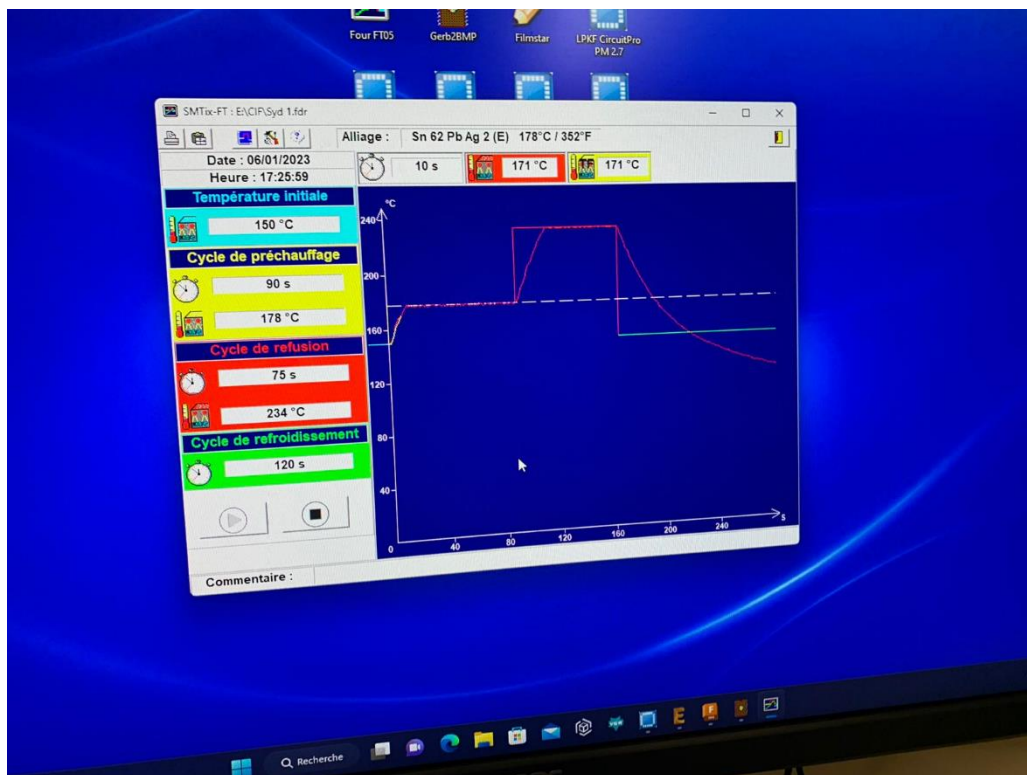 Four FT05
Gerb2BMP
Filmstar
LPKF CircuitPro
PM 2.7
SMTix-FT : E:\CIF\Syd 1.fdr
Alliage : Sn 62 Pb Ag 2 (E) 178°C / 352°F
Date : 06/01/2023
Heure : 17:25:59
10 s
171 °C
171 °C
Température initiale
150 °C
Cycle de préchauffage
90 s
178 °C
Cycle de refusion
75 s
234 °C
Cycle de refroidissement
120 s
°C
240
200
160
120
80
40
0 40 80 120 160 200 240 s
Commentaire :
Recherche